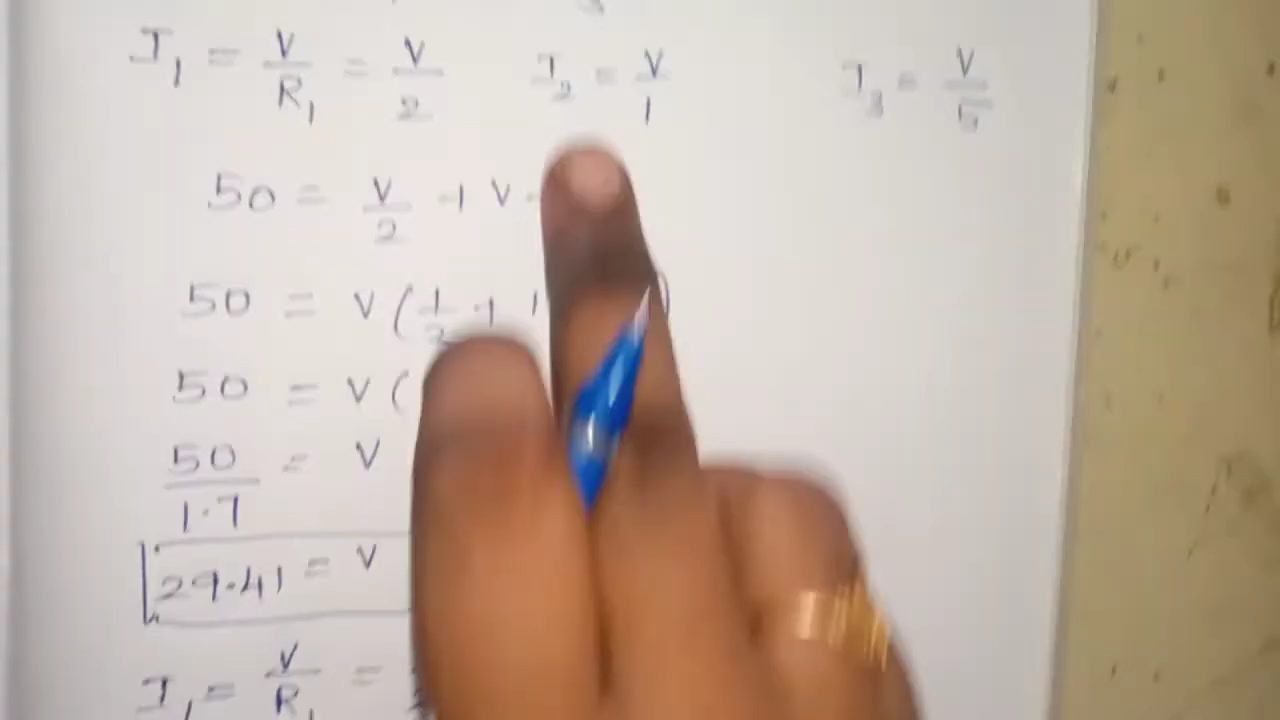 I₁ = V/R₁ = V/2 I₂ = V/1 I₃ = V/5
50 = V/2 + V
50 = V(1/2 + 1 )
50 = V(
50/1.7 = V
29.41 = V
I₁ = V/R₁ =